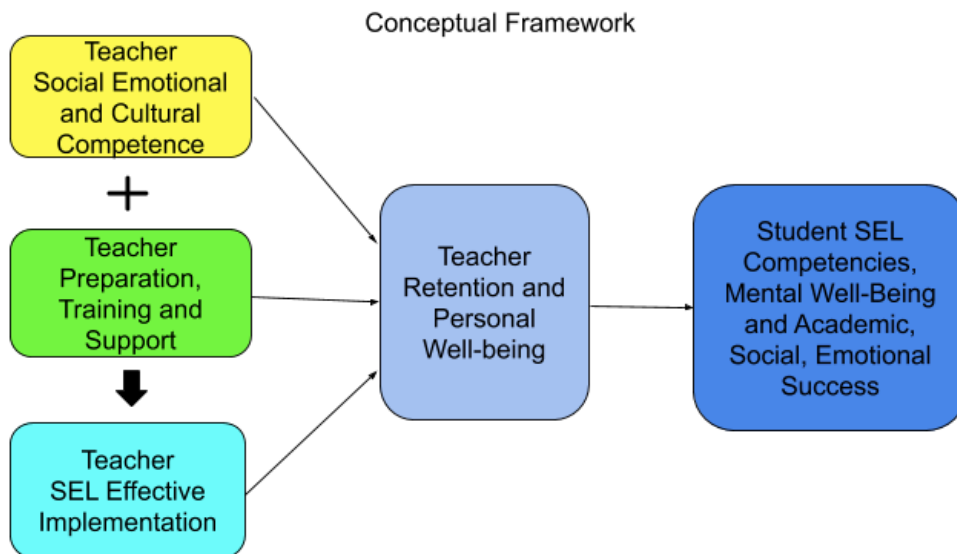 Conceptual Framework
Teacher
Social Emotional
and Cultural
Competence
+
Teacher
Preparation,
Training and
Support
Teacher
SEL Effective
Implementation
Teacher
Retention and
Personal
Well-being
Student SEL
Competencies,
Mental Well-Being
and Academic,
Social, Emotional
Success